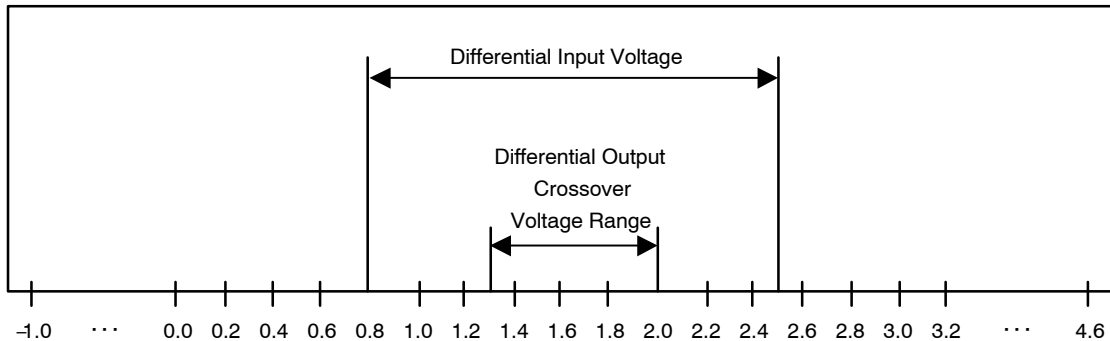 Differential Input Voltage
Differential Output
Crossover
Voltage Range
–1.0 ··· 0.0 0.2 0.4 0.6 0.8 1.0 1.2 1.4 1.6 1.8 2.0 2.2 2.4 2.6 2.8 3.0 3.2 ··· 4.6